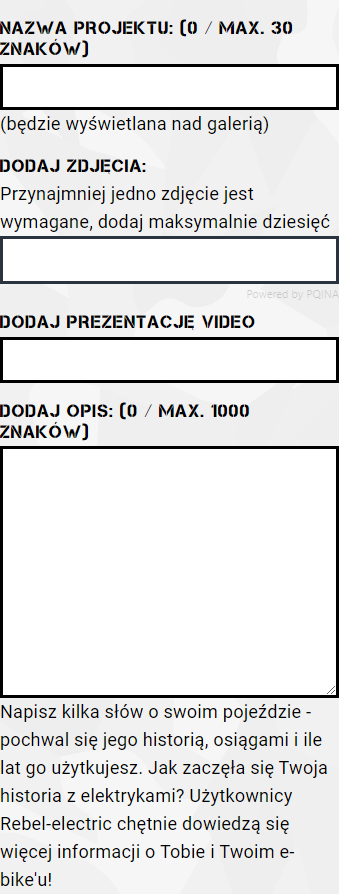 NAZWA PROJEKTU: (0 / MAX. 30
ZNAKÓW)
(będzie wyświetlana nad galerią)
DODAJ ZDJĘCIA:
Przynajmniej jedno zdjęcie jest
wymagane, dodaj maksymalnie dziesięć
Powered by PQINA
DODAJ PREZENTACJĘ VIDEO
DODAJ OPIS: (0 / MAX. 1000
ZNAKÓW)
Napisz kilka słów o swoim pojeździe -
pochwal się jego historią, osiągami i ile
lat go użytkujesz. Jak zaczęła się Twoja
historia z elektrykami? Użytkownicy
Rebel-electric chętnie dowiedzą się
więcej informacji o Tobie i Twoim e-
bike'u!